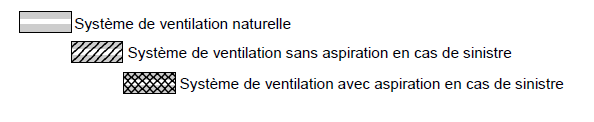 Système de ventilation naturelle
Système de ventilation sans aspiration en cas de sinistre
Système de ventilation avec aspiration en cas de sinistre